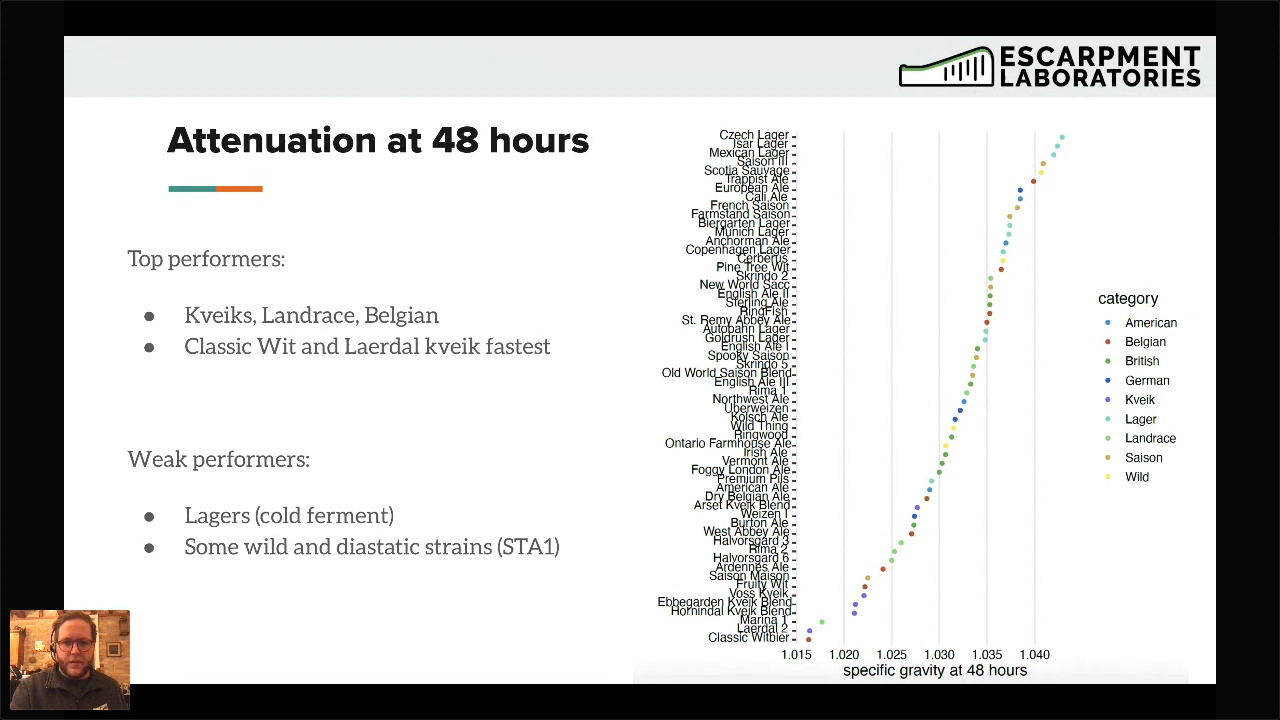 ESCARPMENT
LABORATORIES
Attenuation at 48 hours
Top performers:
● Kveiks, Landrace, Belgian
● Classic Wit and Laerdal kveik fastest
Weak performers:
● Lagers (cold ferment)
● Some wild and diastatic strains (STA1)
Czech Lager
Isar Lager
Mexican Lager
Saison III
Scotia Sauvage
Trappist Ale
European Ale
Cali Ale
French Saison
Farmstand Saison
Biergarten Lager
Munich Lager
Anchorman Ale
Copenhagen Lager
Cerberus
Pine Tree Wit
Skrindo 2
New World Sacc
English Ale II
Sterling Ale
RingFish
St. Remy Abbey Ale
Autobahn Lager
Goldrush Lager
English Ale I
Spooky Saison
Skrindo 5
Old World Saison Blend
English Ale III
Rima 1
Northwest Ale
Uberweizen
Kolsch Ale
Wild Thing
Ringwood
Ontario Farmhouse Ale
Irish Ale
Vermont Ale
Foggy London Ale
Premium Pils
American Ale
Dry Belgian Ale
Arset Kveik Blend
Weizen I
Burton Ale
West Abbey Ale
Halvorsgard 3
Rima 2
Halvorsgard 6
Ardennes Ale
Saison Maison
Fruity Wit
Voss Kveik
Ebbegarden Kveik Blend
Hornindal Kveik Blend
Marina 1
Laerdal 2
Classic Witbier
1.015 1.020 1.025 1.030 1.035 1.040
specific gravity at 48 hours
category
American
Belgian
British
German
Kveik
Lager
Landrace
Saison
Wild